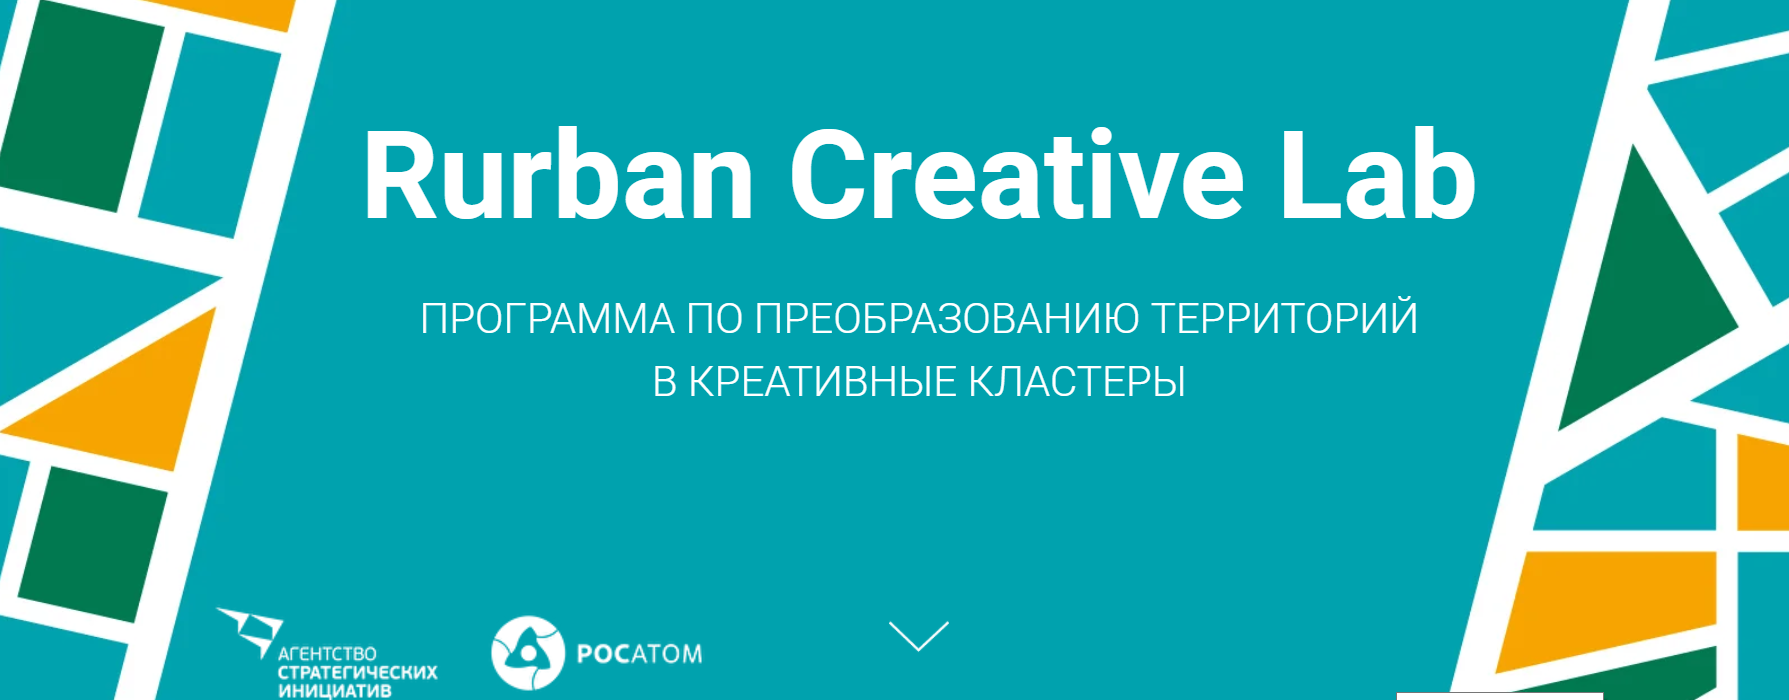 Rurban Creative Lab
ПРОГРАММА ПО ПРЕОБРАЗОВАНИЮ ТЕРРИТОРИЙ
В КРЕАТИВНЫЕ КЛАСТЕРЫ
АГЕНТСТВО
СТРАТЕГИЧЕСКИХ
ИНИЦИАТИВ
РОСАТОМ